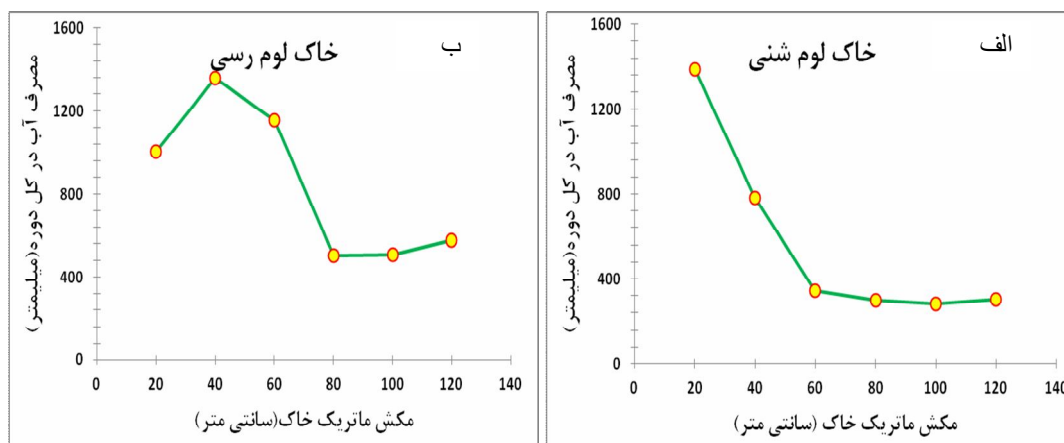 الف
خاک لوم شنی
مصرف آب در کل دوره(میلیمتر)
1600
1200
800
400
0
0 20 40 60 80 100 120 140
مکش ماتریک خاک (سانتی متر)
ب
خاک لوم رسی
مصرف آب در کل دوره(میلیمتر)
1600
1200
800
400
0
0 20 40 60 80 100 120 140
مکش ماتریک خاک(سانتی متر)